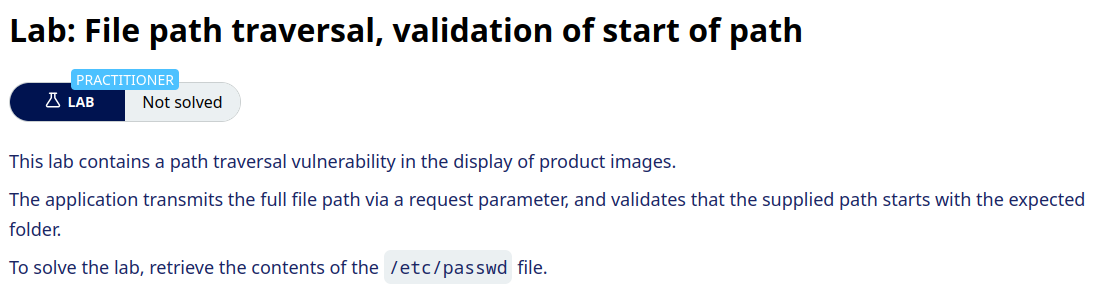 Lab: File path traversal, validation of start of path
PRACTITIONER
LAB Not solved
This lab contains a path traversal vulnerability in the display of product images.
The application transmits the full file path via a request parameter, and validates that the supplied path starts with the expected
folder.
To solve the lab, retrieve the contents of the /etc/passwd file.